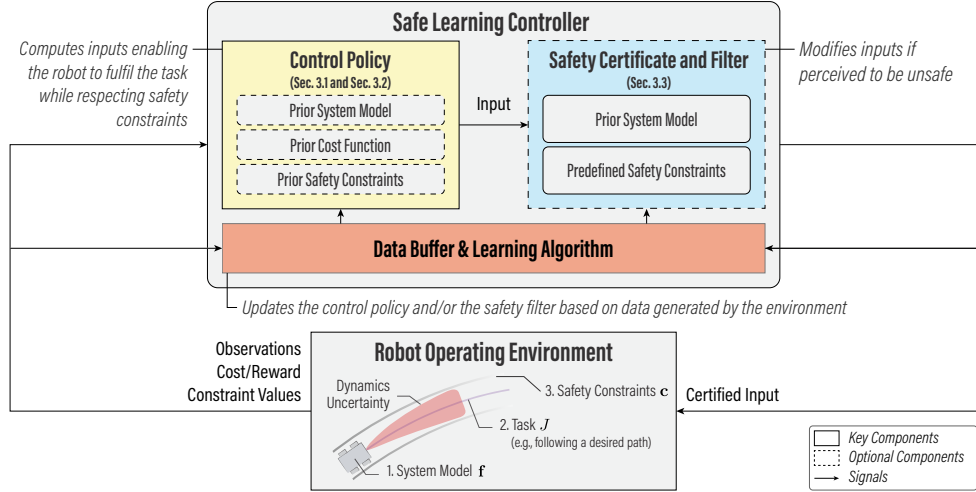 Safe Learning Controller
Computes inputs enabling
the robot to fulfil the task
while respecting safety
constraints
Control Policy
(Sec. 3.1 and Sec. 3.2)
Prior System Model
Prior Cost Function
Prior Safety Constraints
Input
Safety Certificate and Filter
(Sec. 3.3)
Prior System Model
Predefined Safety Constraints
Modifies inputs if
perceived to be unsafe
Data Buffer & Learning Algorithm
Updates the control policy and/or the safety filter based on data generated by the environment
Observations
Cost/Reward
Constraint Values
Robot Operating Environment
Dynamics
Uncertainty
3. Safety Constraints c
2. Task J
(e.g., following a desired path)
1. System Model f
Certified Input
Key Components
Optional Components
Signals